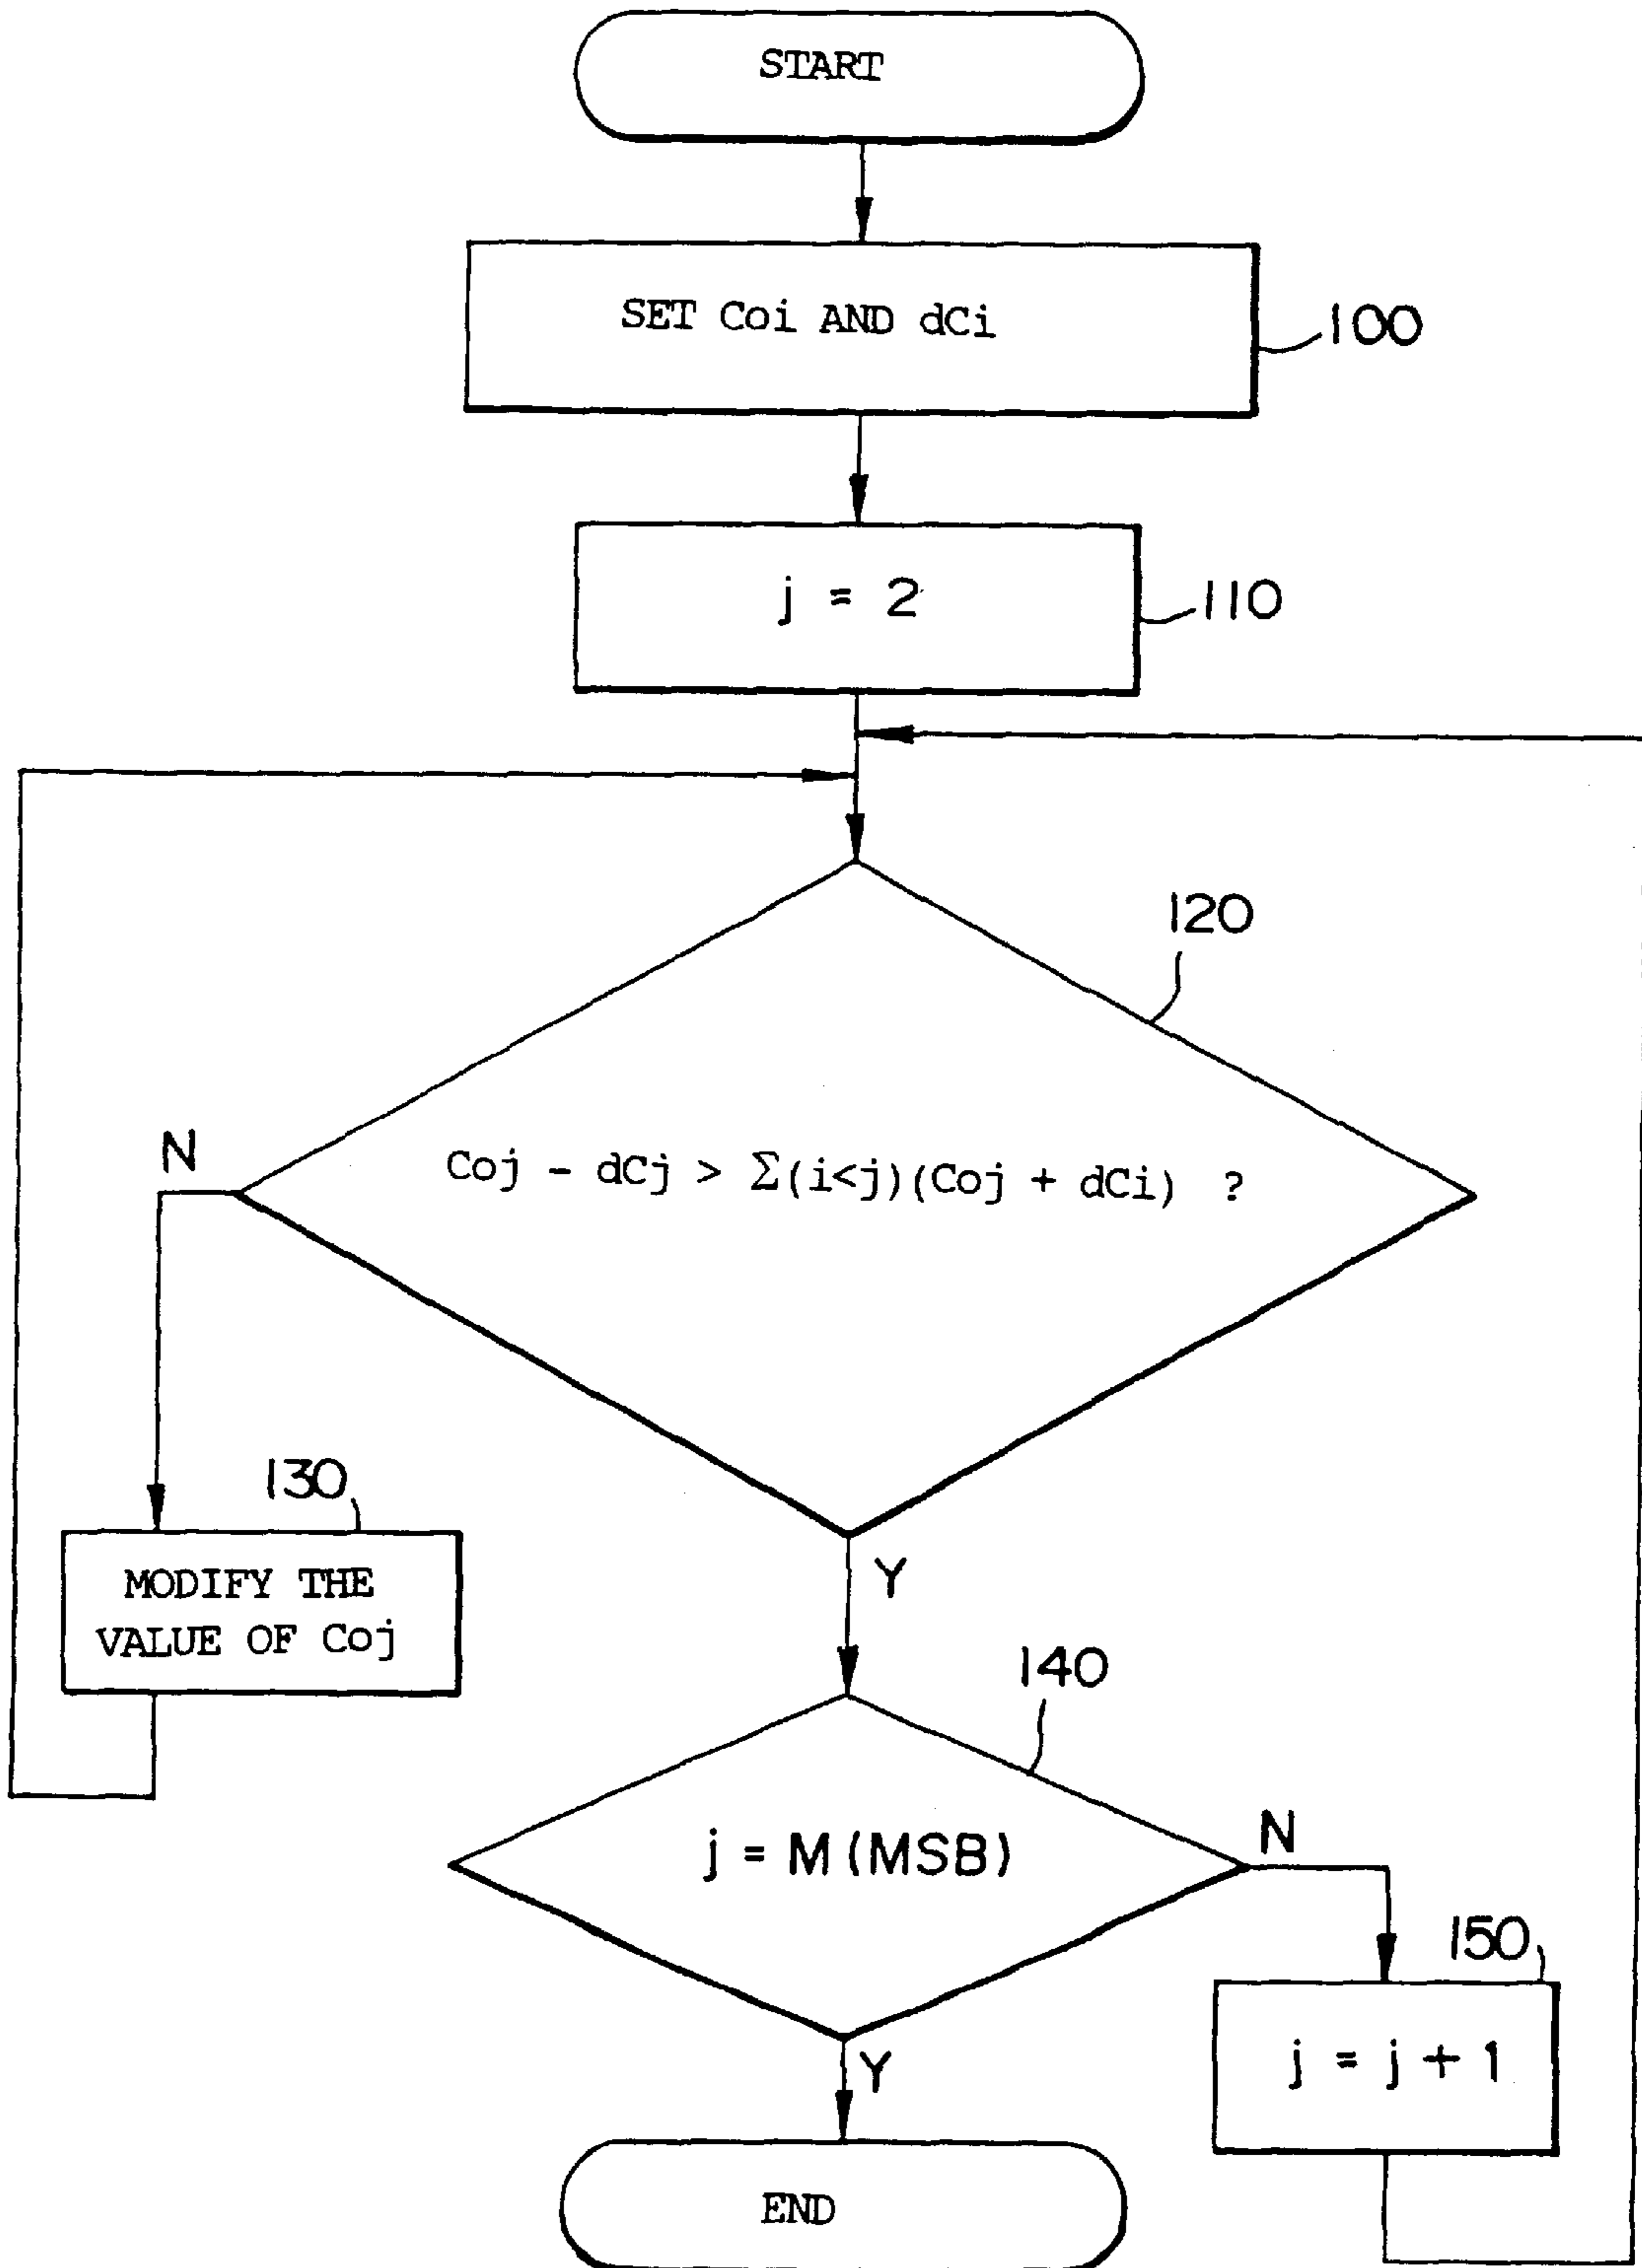 START
SET Coi AND dCi
100
j = 2
110
120
N
Coj - dCj > Σ(i<j)(Coj + dCi) ?
130
MODIFY THE
VALUE OF Coj
Y
140
j = M (MSB)
N
150
j = j + 1
Y
END